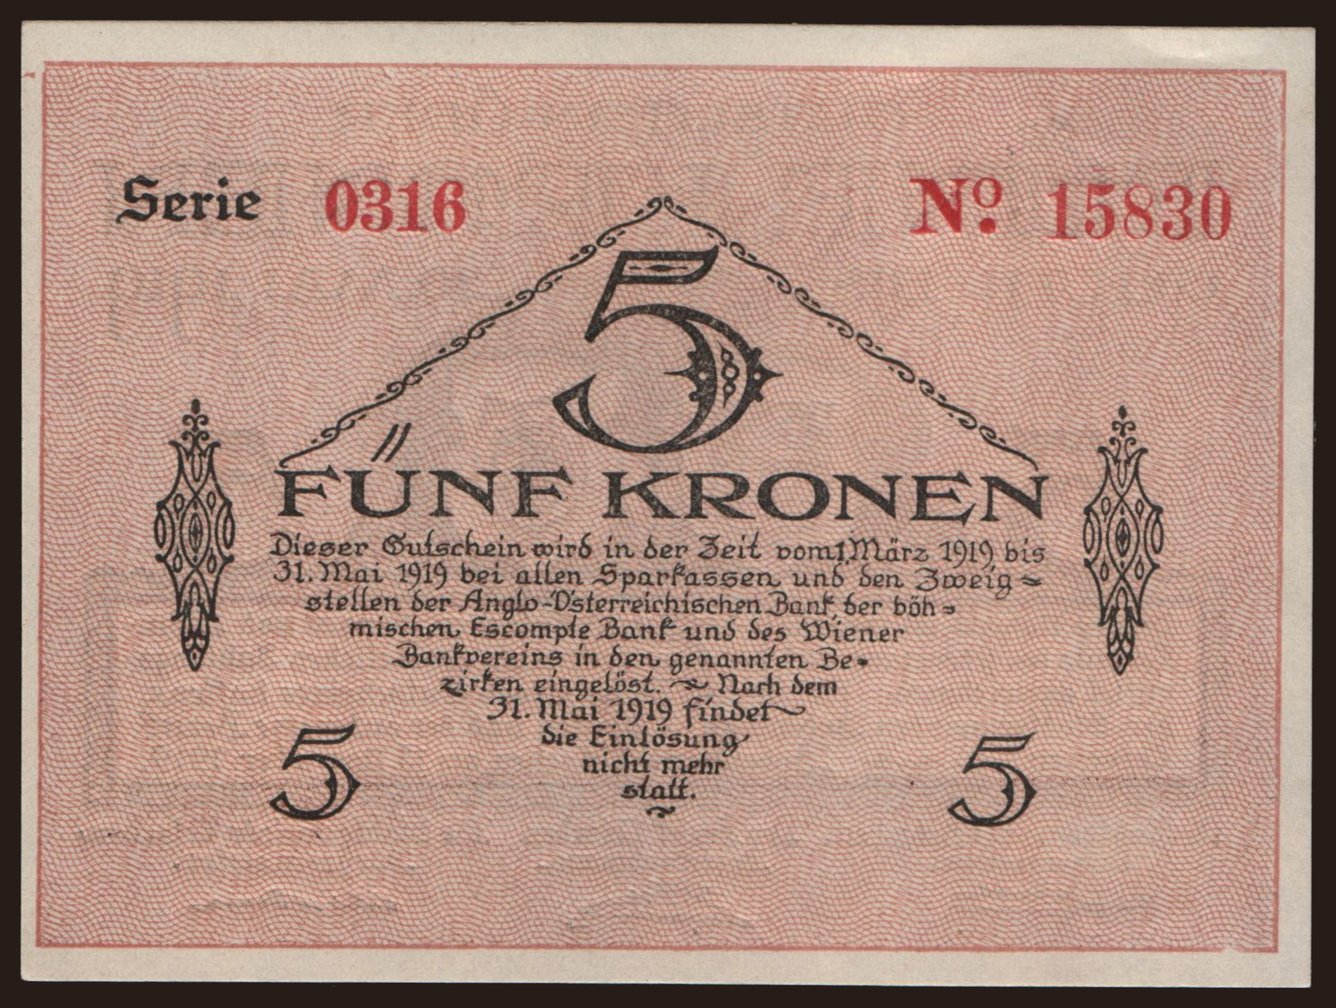 Serie 0316 No. 15830
5
FÜNF KRONEN
Dieser Gutschein wird in der Zeit vom 1. März 1919 bis
31. Mai 1919 bei allen Sparkassen und den Zweig=
stellen der Anglo-Österreichischen Bank, der böh=
mischen Escompte Bank und des Wiener
Bankvereins in den genannten Be=
zirken eingelöst. Nach dem
31. Mai 1919 findet
die Einlösung
nicht mehr
statt.
5 5